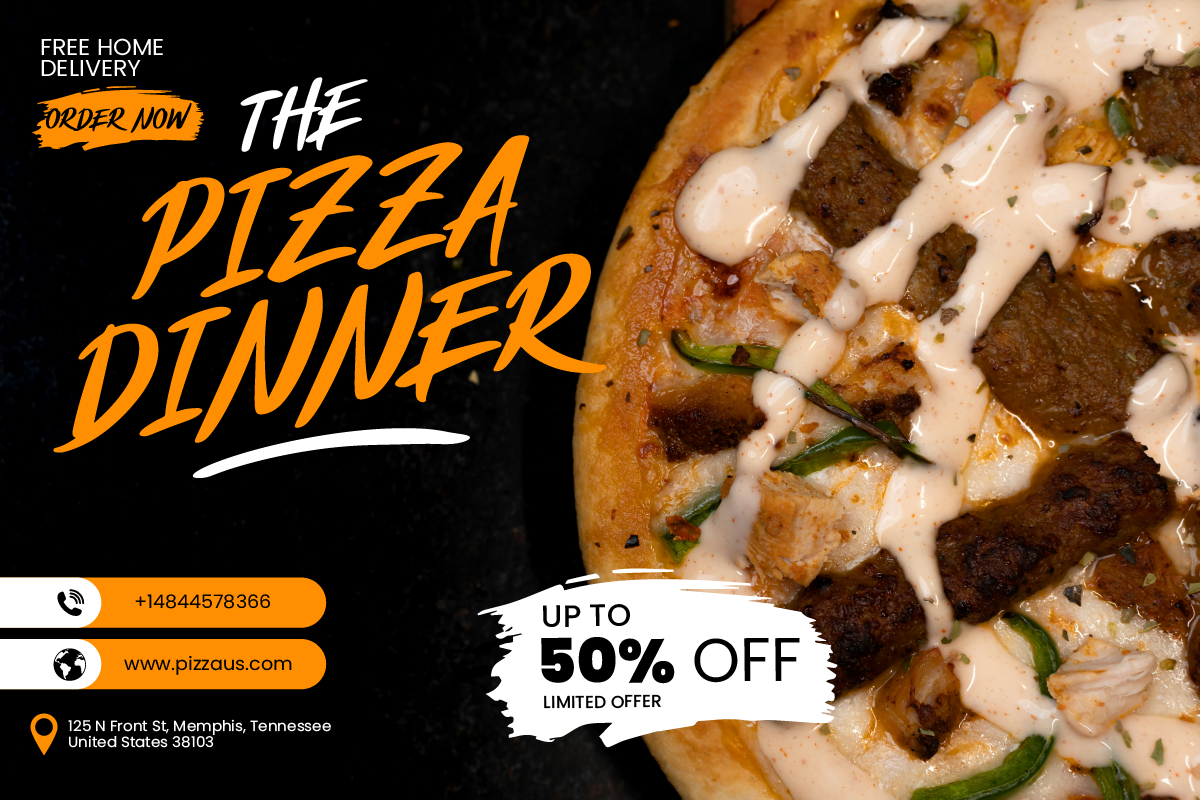 FREE HOME
DELIVERY
ORDER NOW
THE
PIZZA
DINNER
+14844578366
www.pizzaus.com
125 N Front St, Memphis, Tennessee
United States 38103
UP TO
50% OFF
LIMITED OFFER